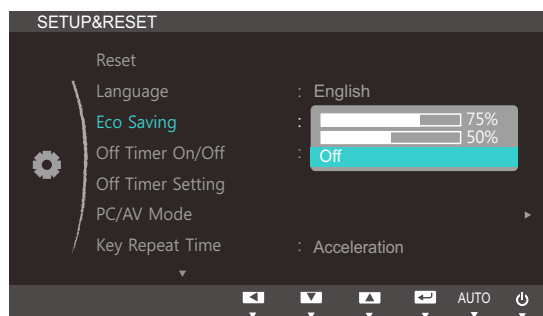 SETUP&RESET
Reset
Language : English
Eco Saving : 75%
50%
Off Timer On/Off : Off
Off Timer Setting
PC/AV Mode
Key Repeat Time : Acceleration
AUTO